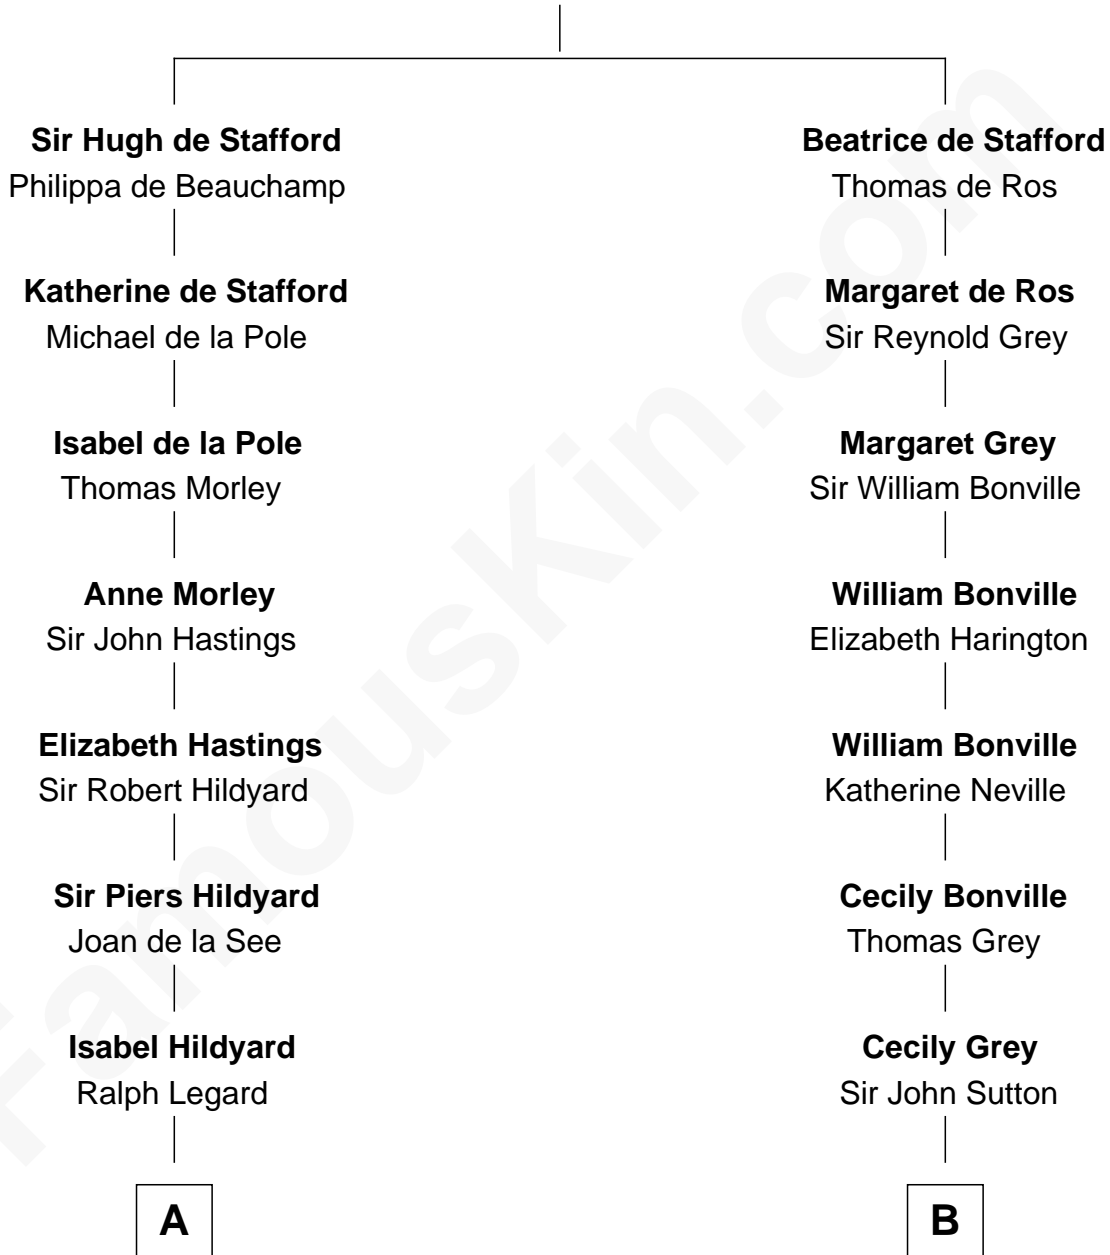 Sir Hugh de Stafford
Philippa de Beauchamp
Katherine de Stafford
Michael de la Pole
Isabel de la Pole
Thomas Morley
Anne Morley
Sir John Hastings
Elizabeth Hastings
Sir Robert Hildyard
Sir Piers Hildyard
Joan de la See
Isabel Hildyard
Ralph Legard
A
Beatrice de Stafford
Thomas de Ros
Margaret de Ros
Sir Reynold Grey
Margaret Grey
Sir William Bonville
William Bonville
Elizabeth Harington
William Bonville
Katherine Neville
Cecily Bonville
Thomas Grey
Cecily Grey
Sir John Sutton
B
FamousKin.com